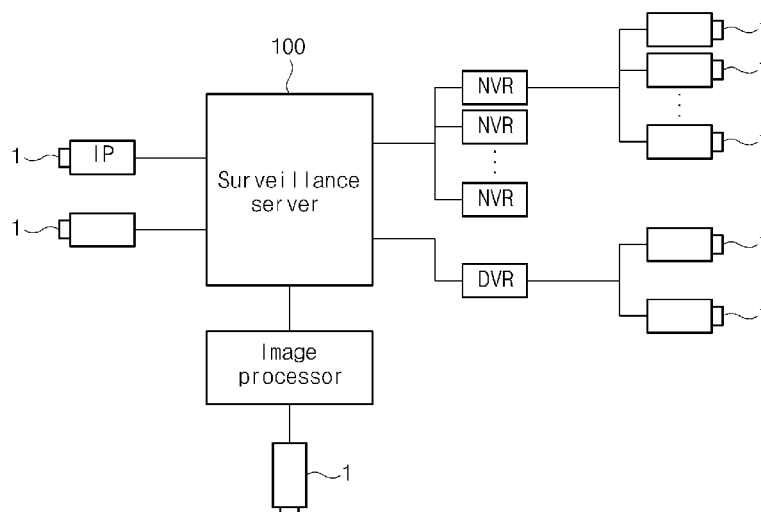 100
1
IP
1
Surveillance
server
NVR
NVR
NVR
DVR
Image
processor
1